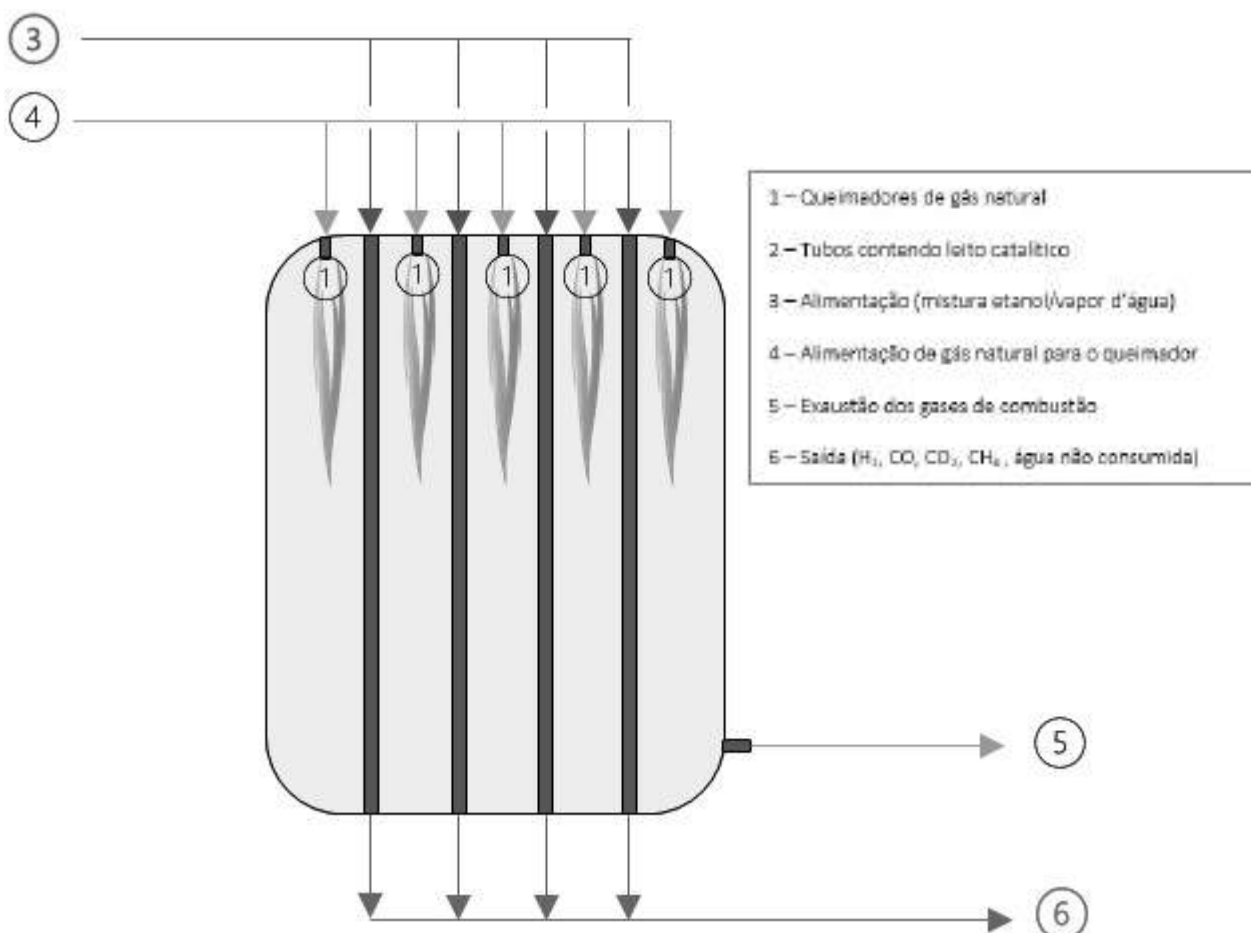 3
4
1 1 1 1 1
1 – Queimadores de gás natural
2 – Tubos contendo leito catalítico
3 – Alimentação (mistura etanol/vapor d'água)
4 – Alimentação de gás natural para o queimador
5 – Exaustão dos gases de combustão
6 – Saída (H₂, CO, CO₂, CH₄ , água não consumida)
5
6